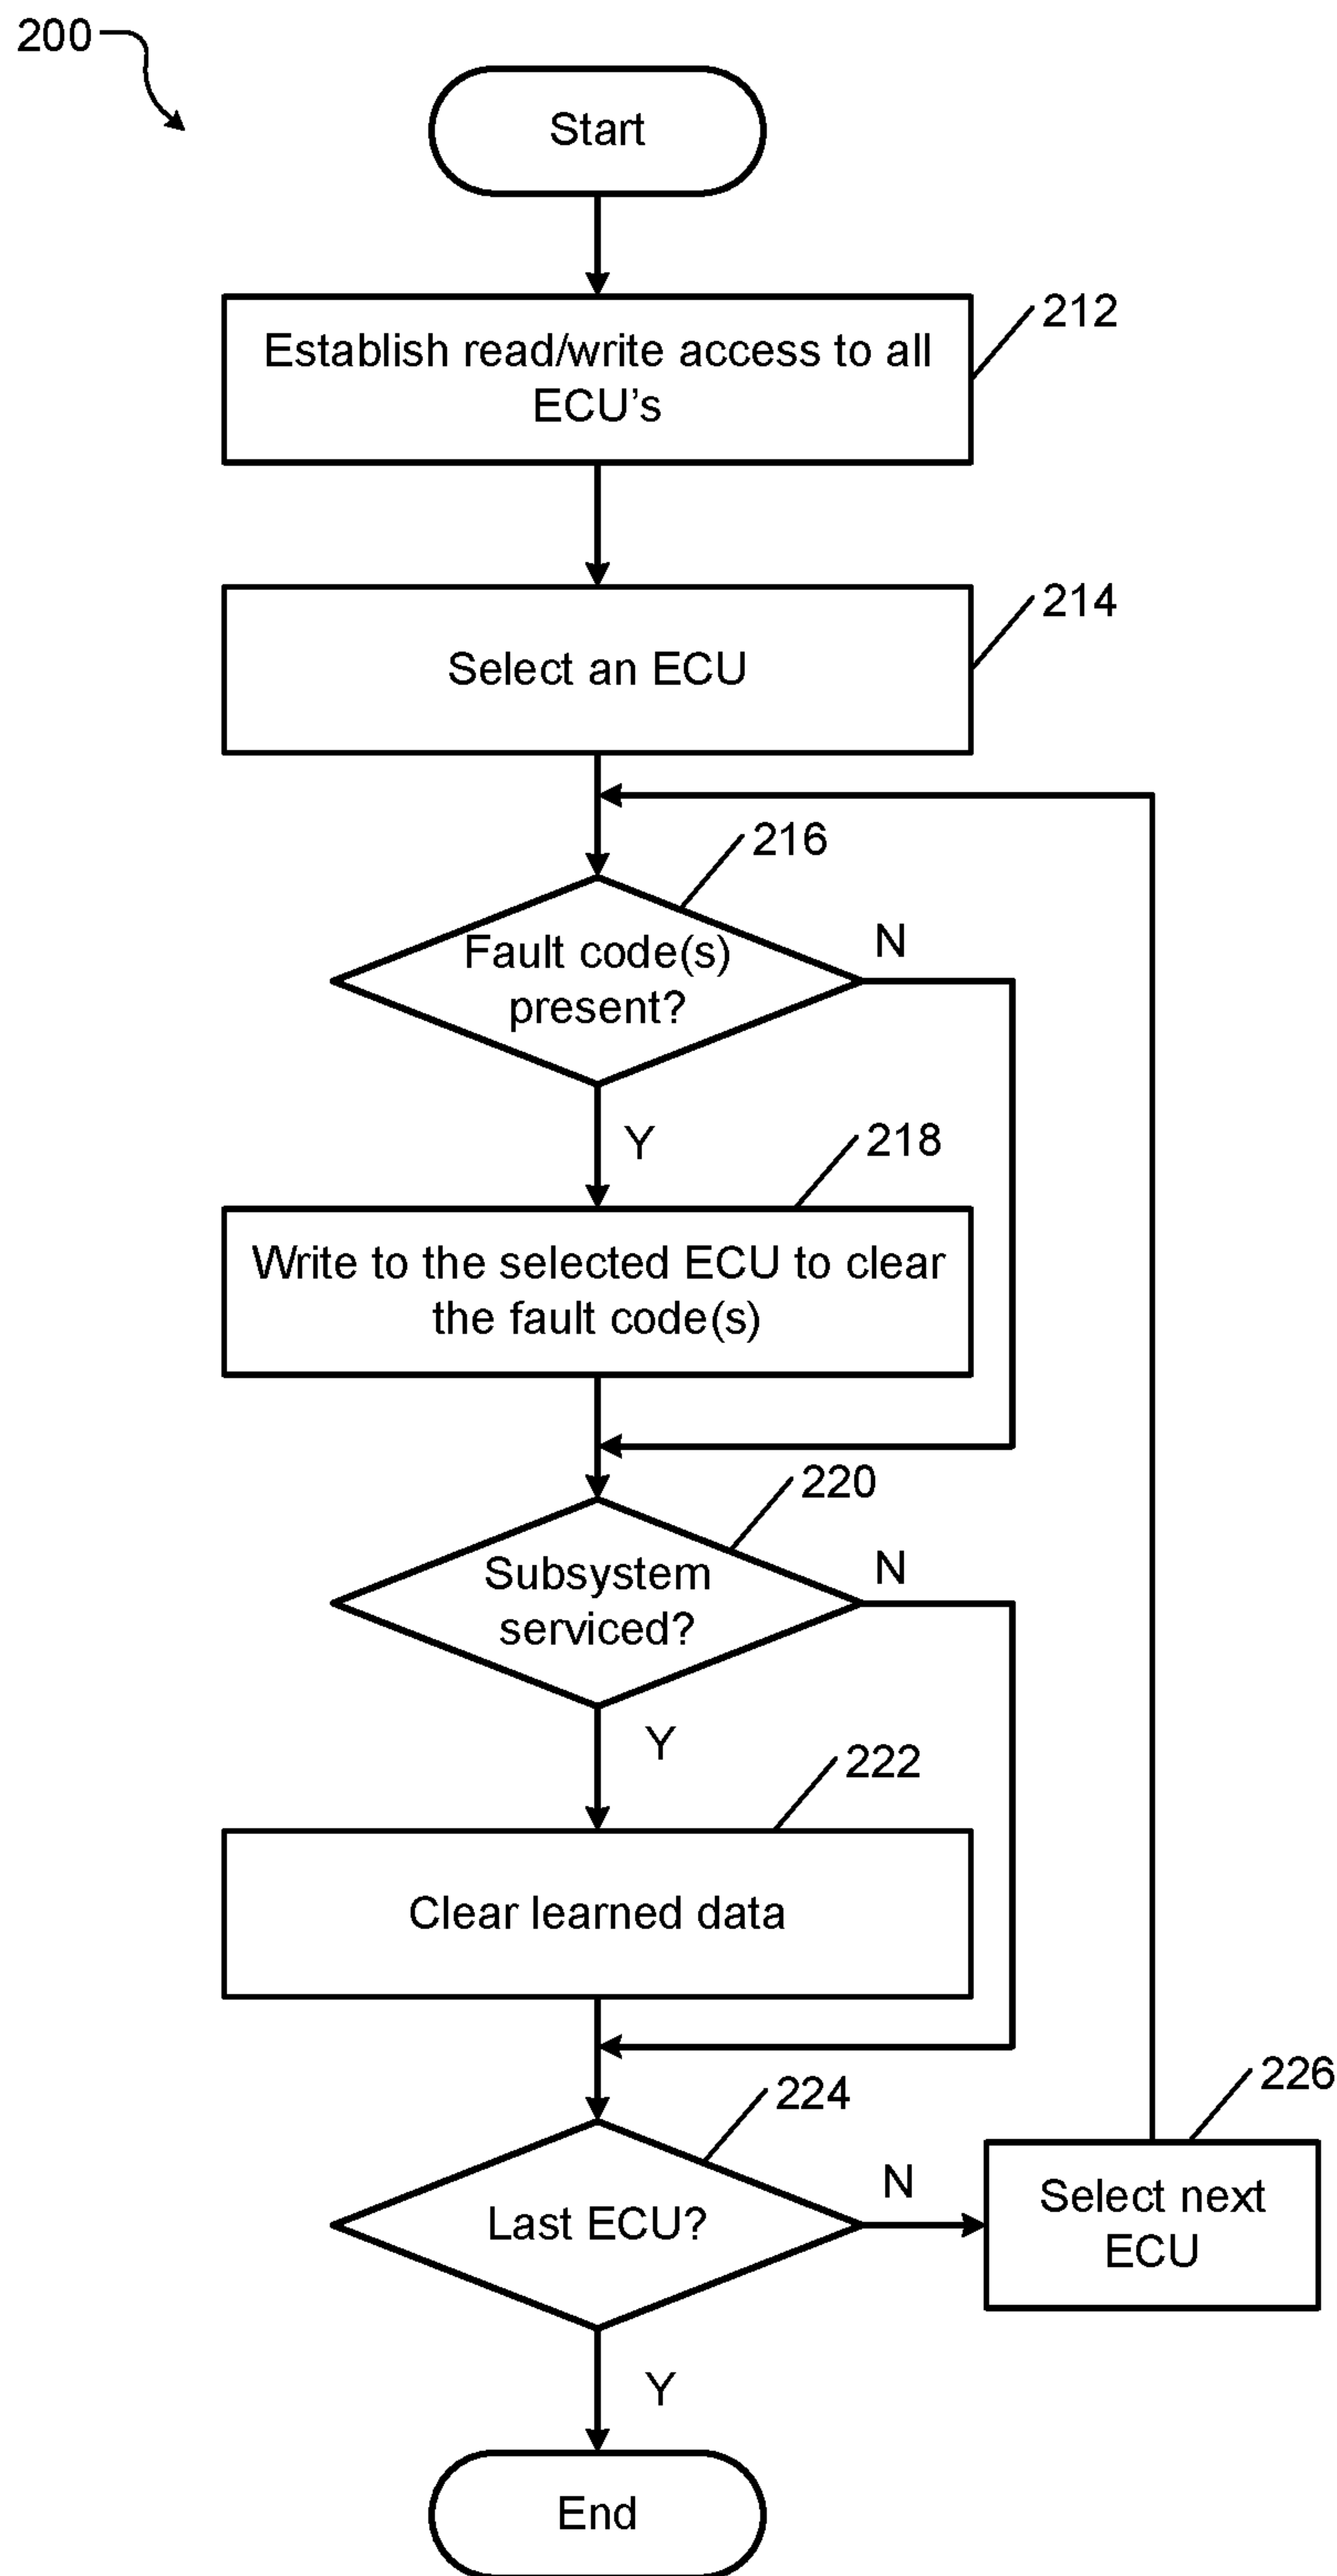 200
Start
Establish read/write access to all
ECU's
212
Select an ECU
214
216
Fault code(s)
present?
N
Y
218
Write to the selected ECU to clear
the fault code(s)
220
Subsystem
serviced?
N
Y
222
Clear learned data
224
Last ECU?
N
226
Select next
ECU
Y
End